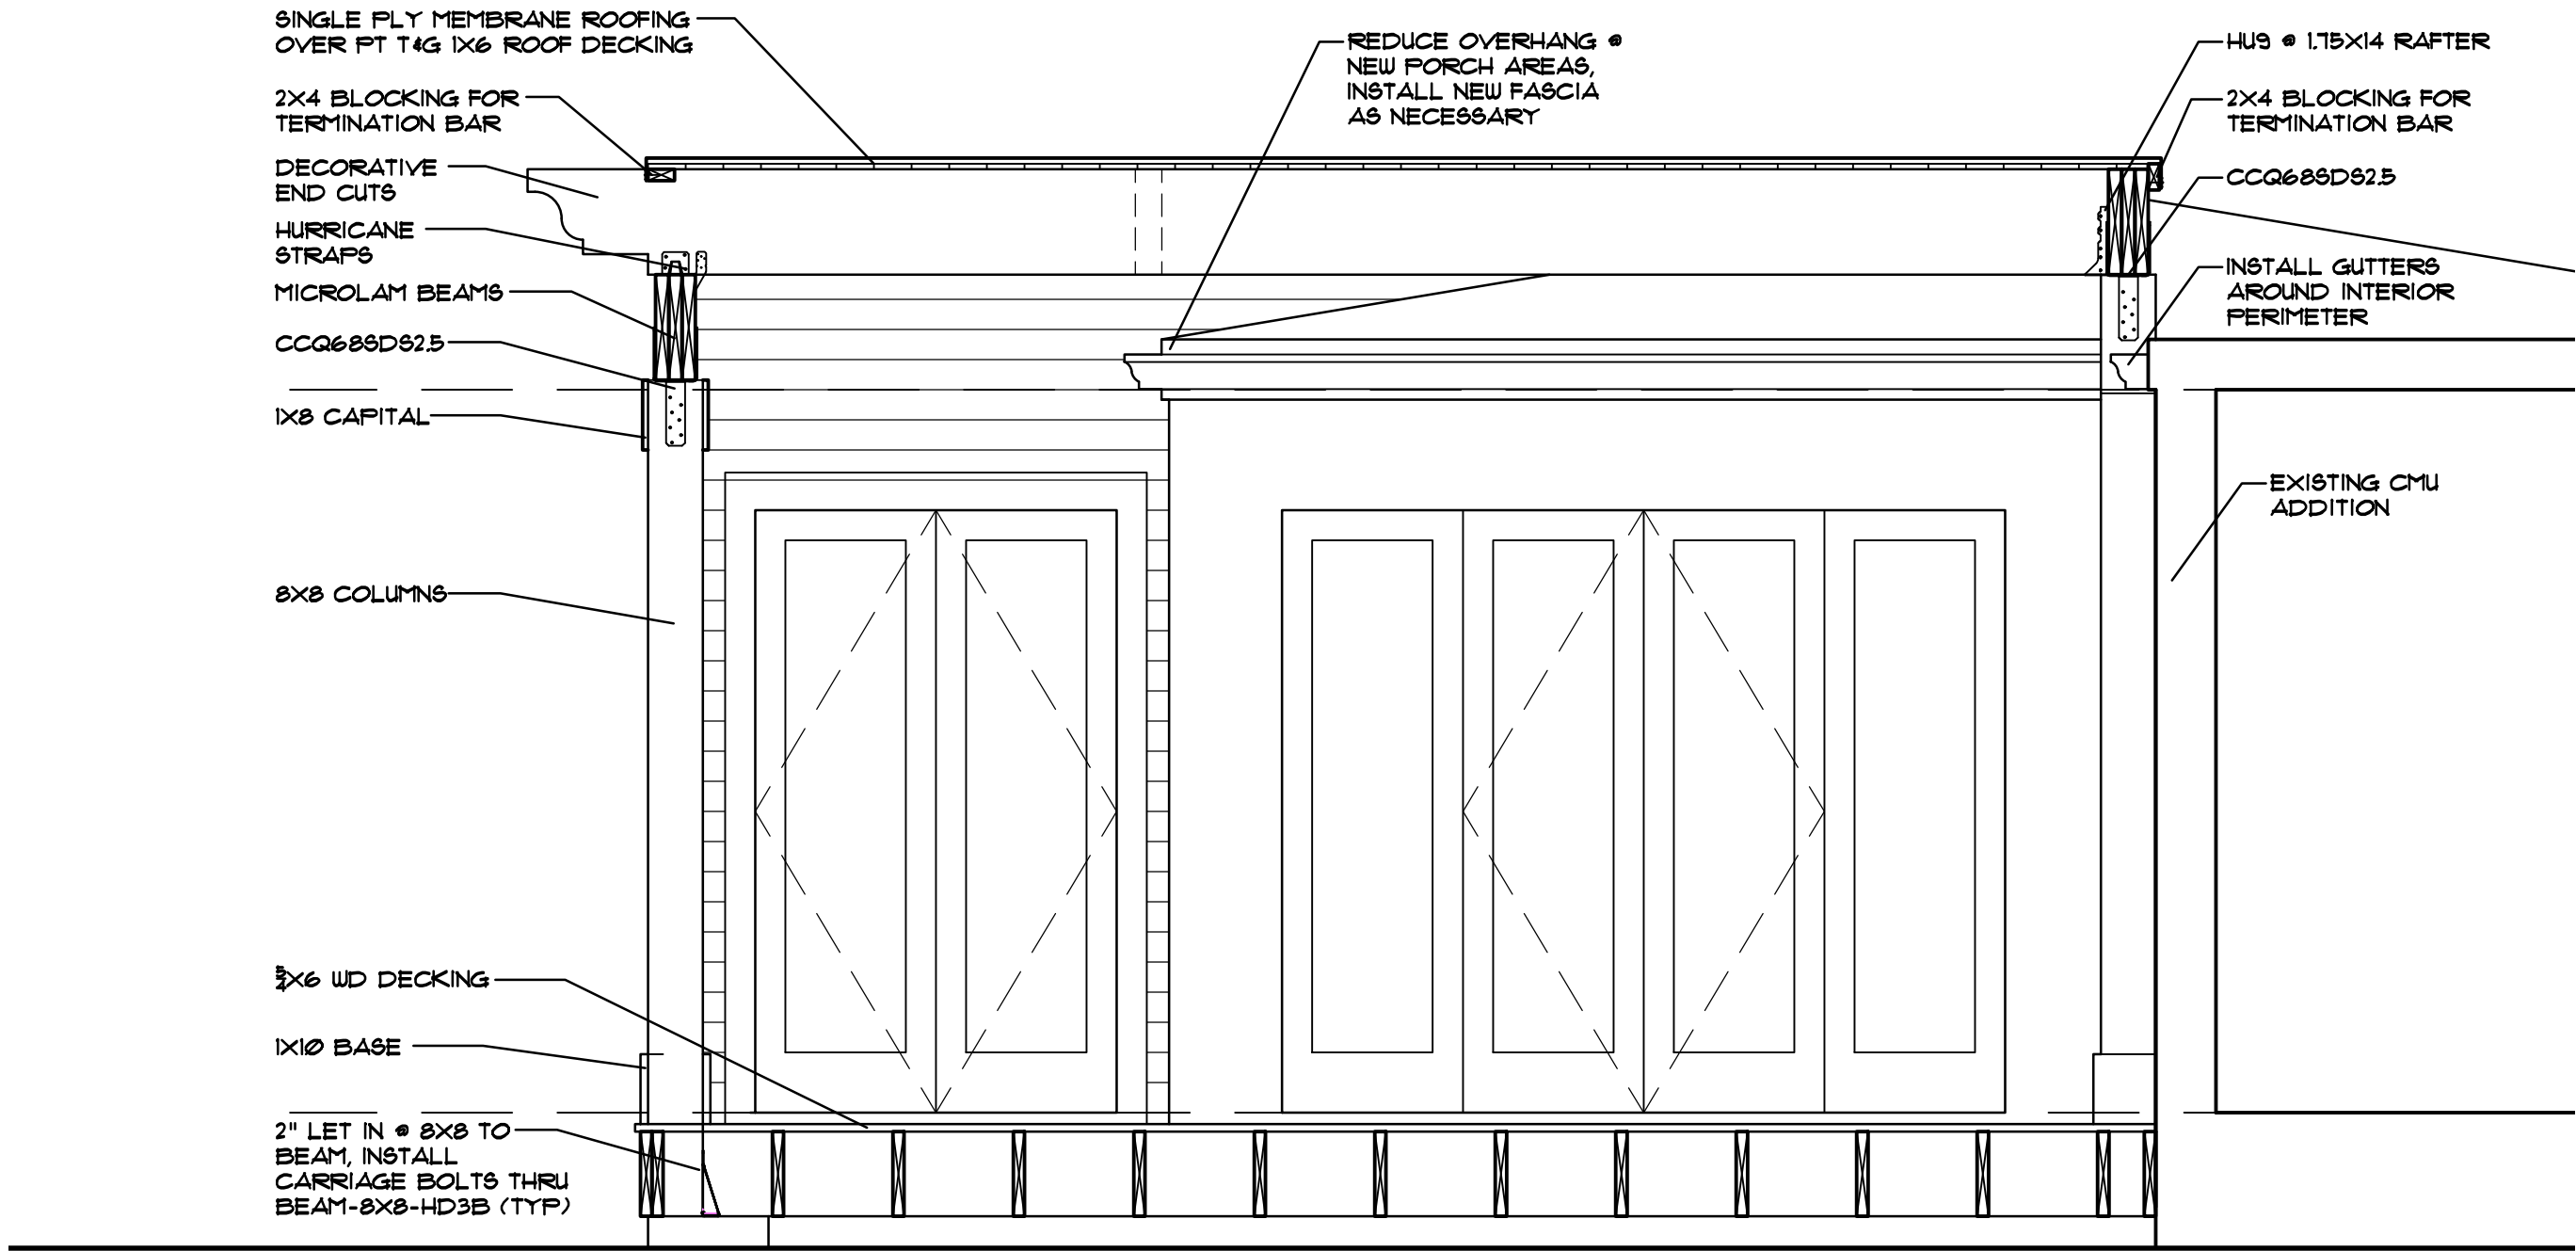 SINGLE PLY MEMBRANE ROOFING
OVER PT T&G 1X6 ROOF DECKING
2X4 BLOCKING FOR
TERMINATION BAR
DECORATIVE
END CUTS
HURRICANE
STRAPS
MICROLAM BEAMS
CCQ68SDS2.5
1X8 CAPITAL
8X8 COLUMNS
5/4X6 WD DECKING
1X10 BASE
2" LET IN @ 8X8 TO
BEAM, INSTALL
CARRIAGE BOLTS THRU
BEAM-8X8-HD3B (TYP)
REDUCE OVERHANG @
NEW PORCH AREAS,
INSTALL NEW FASCIA
AS NECESSARY
HU9 @ 1.75X14 RAFTER
2X4 BLOCKING FOR
TERMINATION BAR
CCQ68SDS2.5
INSTALL GUTTERS
AROUND INTERIOR
PERIMETER
EXISTING CMU
ADDITION